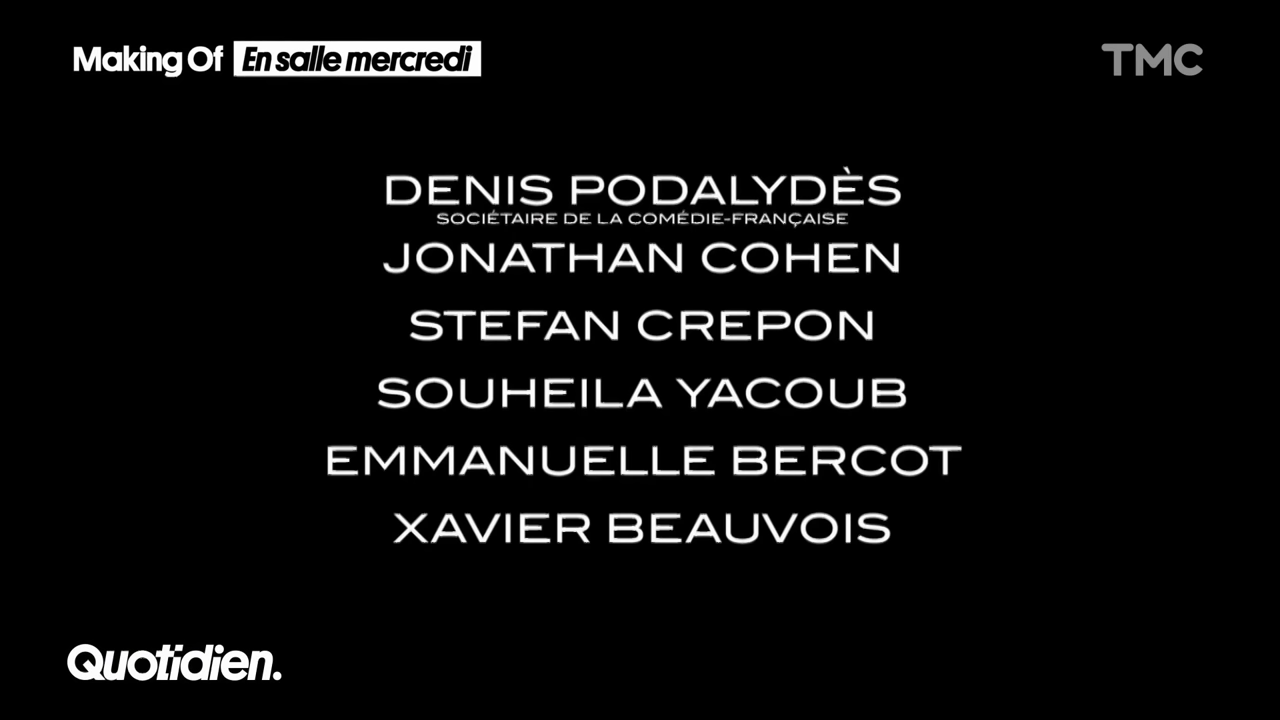 Making Of En salle mercredi
TMC
DENIS PODALYDÈS
SOCIÉTAIRE DE LA COMÉDIE-FRANÇAISE
JONATHAN COHEN
STEFAN CREPON
SOUHEILA YACOUB
EMMANUELLE BERCOT
XAVIER BEAUVOIS
Quotidien.